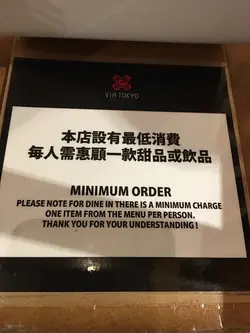 VIA TOKYO
本店設有最低消費
每人需惠顧一款甜品或飲品
MINIMUM ORDER
PLEASE NOTE FOR DINE IN THERE IS A MINIMUM CHARGE
ONE ITEM FROM THE MENU PER PERSON.
THANK YOU FOR YOUR UNDERSTANDING !